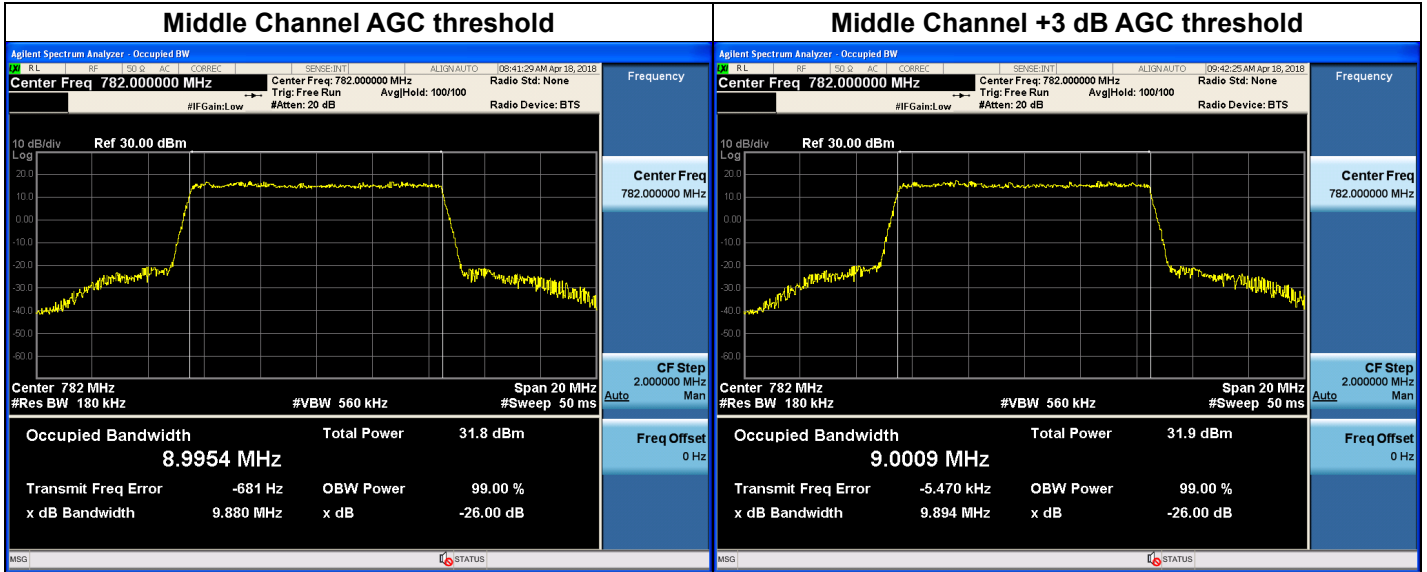 Middle Channel AGC threshold
Agilent Spectrum Analyzer - Occupied BW
LXI RL RF 50 Ω AC CORREC SENSE:INT ALIGN AUTO 08:41:29 AM Apr 18, 2018
Center Freq 782.000000 MHz
Center Freq: 782.000000 MHz Radio Std: None
Trig: Free Run Avg|Hold: 100/100
#IFGain:Low #Atten: 20 dB Radio Device: BTS
10 dB/div Ref 30.00 dBm
Log
20.0
10.0
0.00
-10.0
-20.0
-30.0
-40.0
-50.0
-60.0
Center 782 MHz Span 20 MHz
#Res BW 180 kHz #VBW 560 kHz #Sweep 50 ms
Occupied Bandwidth Total Power 31.8 dBm
8.9954 MHz
Transmit Freq Error -681 Hz OBW Power 99.00 %
x dB Bandwidth 9.880 MHz x dB -26.00 dB
MSG STATUS
Frequency
Center Freq
782.000000 MHz
CF Step
2.000000 MHz
Auto Man
Freq Offset
0 Hz
Middle Channel +3 dB AGC threshold
Agilent Spectrum Analyzer - Occupied BW
LXI RL RF 50 Ω AC CORREC SENSE:INT ALIGN AUTO 09:42:25 AM Apr 18, 2018
Center Freq 782.000000 MHz
Center Freq: 782.000000 MHz Radio Std: None
Trig: Free Run Avg|Hold: 100/100
#IFGain:Low #Atten: 20 dB Radio Device: BTS
10 dB/div Ref 30.00 dBm
Log
20.0
10.0
0.00
-10.0
-20.0
-30.0
-40.0
-50.0
-60.0
Center 782 MHz Span 20 MHz
#Res BW 180 kHz #VBW 560 kHz #Sweep 50 ms
Occupied Bandwidth Total Power 31.9 dBm
9.0009 MHz
Transmit Freq Error -5.470 kHz OBW Power 99.00 %
x dB Bandwidth 9.894 MHz x dB -26.00 dB
MSG STATUS
Frequency
Center Freq
782.000000 MHz
CF Step
2.000000 MHz
Auto Man
Freq Offset
0 Hz